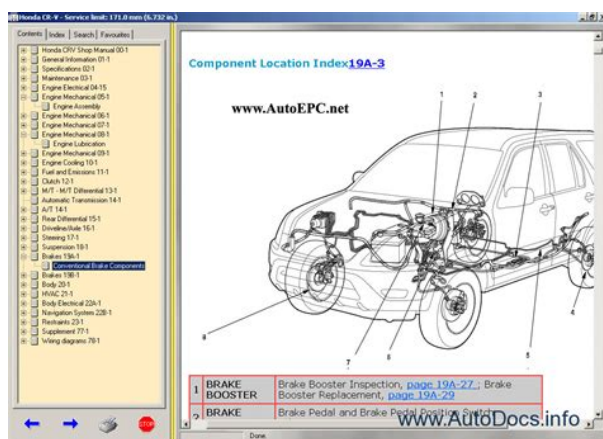 Honda CR-V - Service limit: 171.0 mm (6.732 in.)
Contents Index Search Favourites
Honda CRV Shop Manual 00-1
General Information 01-1
Specifications 02-1
Maintenance 03-1
Engine Electrical 04-15
Engine Mechanical 05-1
Engine Assembly
Engine Mechanical 06-1
Engine Mechanical 07-1
Engine Mechanical 08-1
Engine Lubrication
Engine Mechanical 09-1
Engine Cooling 10-1
Fuel and Emissions 11-1
Clutch 12-1
M/T - M/T Differential 13-1
Automatic Transmission 14-1
A/T 14-1
Rear Differential 15-1
Driveline/Axle 16-1
Steering 17-1
Suspension 18-1
Brakes 19A-1
Conventional Brake Components
Brakes 19B-1
Body 20-1
HVAC 21-1
Body Electrical 22A-1
Navigation System 22B-1
Restraints 23-1
Supplement 77-1
Wiring diagrams 78-1
STOP
Component Location Index19A-3
www.AutoEPC.net
1
2
3
4
5
6
7
8
1 BRAKE BOOSTER Brake Booster Inspection, page 19A-27 ; Brake
Booster Replacement, page 19A-29
2 BRAKE Brake Pedal and Brake Pedal Position Switch
www.AutoDocs.info
Done